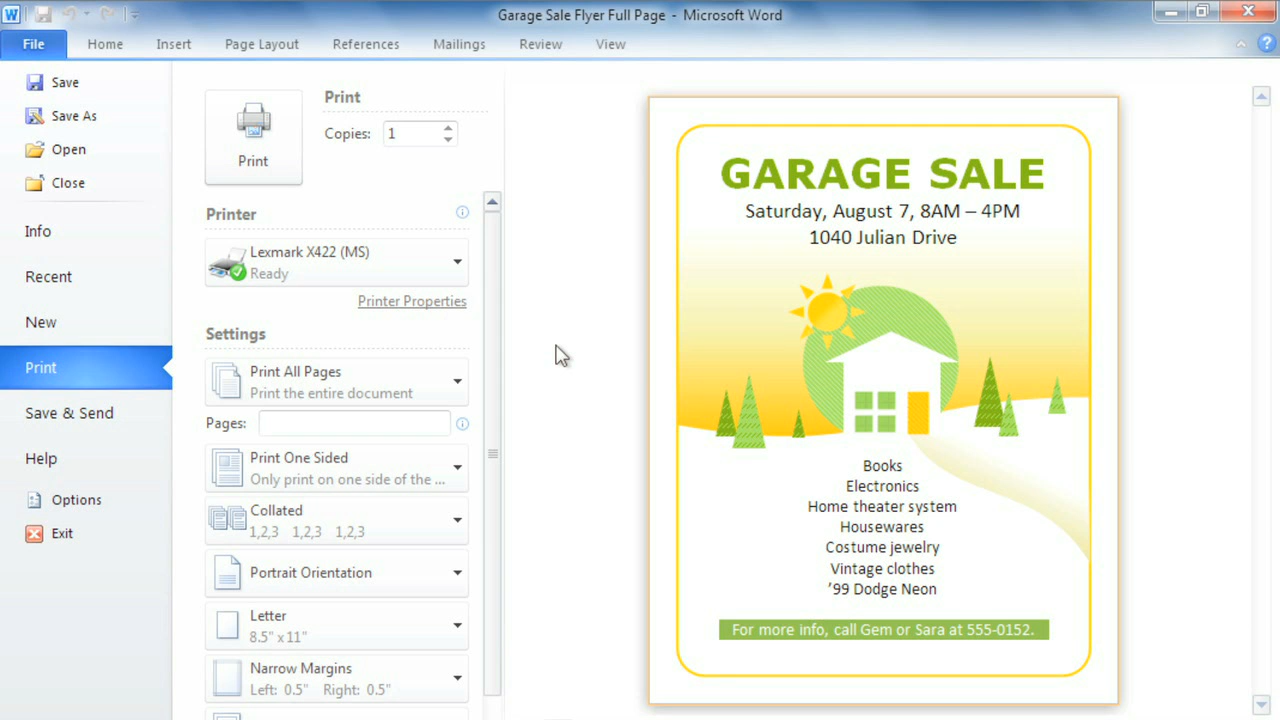 Garage Sale Flyer Full Page - Microsoft Word
File Home Insert Page Layout References Mailings Review View
Save
Save As
Open
Close
Info
Recent
New
Print
Save & Send
Help
Options
Exit
Print
Print
Copies: 1
Printer
Lexmark X422 (MS)
Ready
Printer Properties
Settings
Print All Pages
Print the entire document
Pages:
Print One Sided
Only print on one side of the ...
Collated
1,2,3 1,2,3 1,2,3
Portrait Orientation
Letter
8.5" x 11"
Narrow Margins
Left: 0.5" Right: 0.5"
GARAGE SALE
Saturday, August 7, 8AM – 4PM
1040 Julian Drive
Books
Electronics
Home theater system
Housewares
Costume jewelry
Vintage clothes
’99 Dodge Neon
For more info, call Gem or Sara at 555-0152.